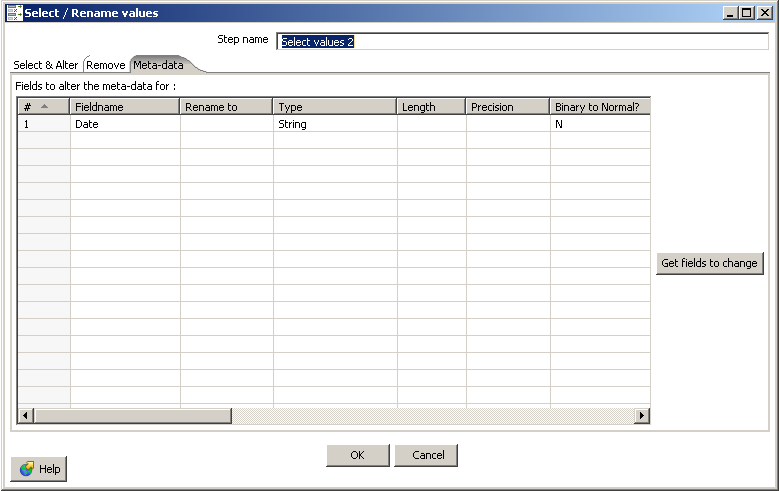 Select / Rename values
Step name Select values 2
Select & Alter Remove Meta-data
Fields to alter the meta-data for :
# Fieldname Rename to Type Length Precision Binary to Normal?
1 Date String N
Get fields to change
OK Cancel
Help